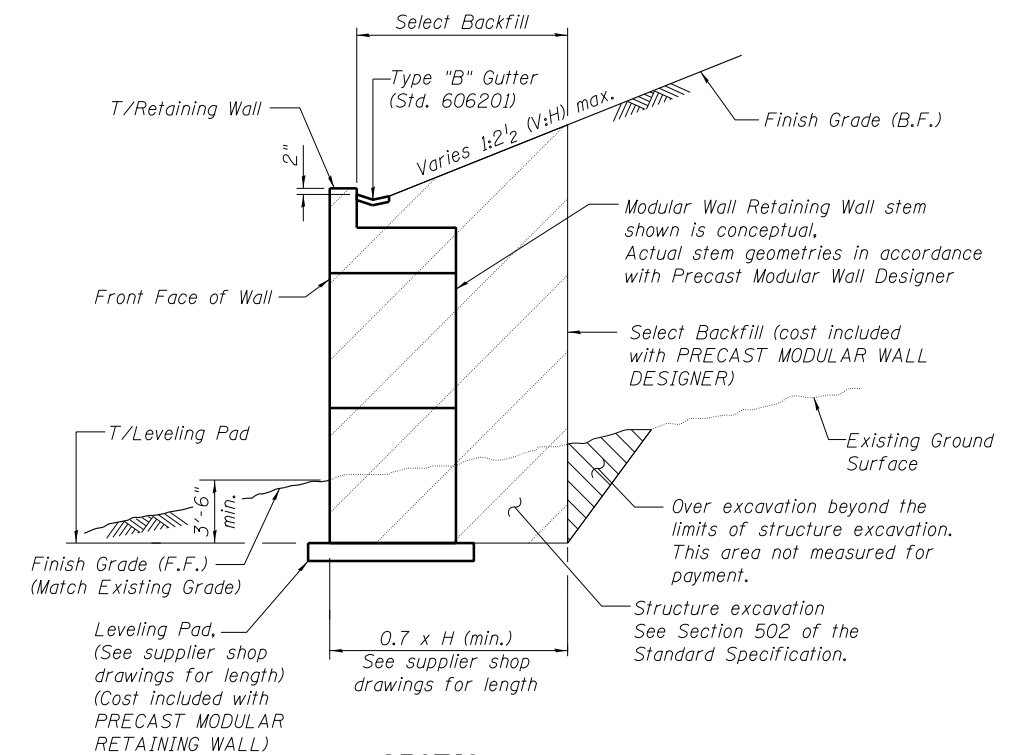 Select Backfill
Type "B" Gutter
(Std. 606201)
T/Retaining Wall
2"
Varies 1:2 1/2 (V:H) max.
Finish Grade (B.F.)
Modular Wall Retaining Wall stem
shown is conceptual,
Actual stem geometries in accordance
with Precast Modular Wall Designer
Front Face of Wall
Select Backfill (cost included
with PRECAST MODULAR WALL
DESIGNER)
T/Leveling Pad
Existing Ground
Surface
3'-6"
min.
Over excavation beyond the
limits of structure excavation.
This area not measured for
payment.
Finish Grade (F.F.)
(Match Existing Grade)
Structure excavation
See Section 502 of the
Standard Specification.
Leveling Pad,
(See supplier shop
drawings for length)
(Cost included with
PRECAST MODULAR
RETAINING WALL)
0.7 x H (min.)
See supplier shop
drawings for length